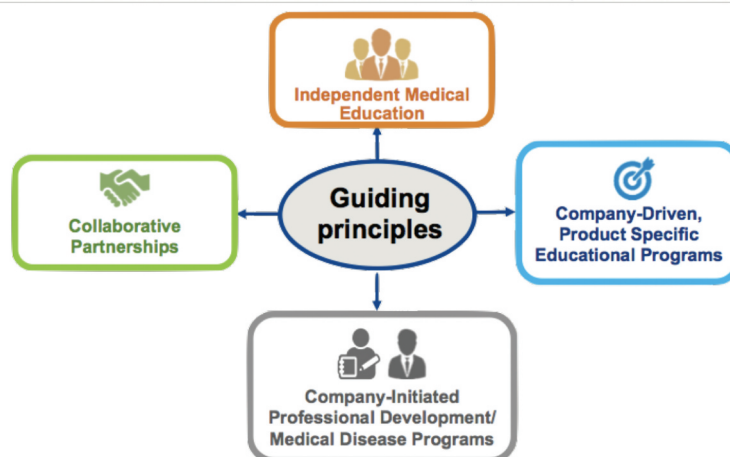 Independent Medical
Education
Collaborative
Partnerships
Guiding
principles
Company-Driven,
Product Specific
Educational Programs
Company-Initiated
Professional Development/
Medical Disease Programs